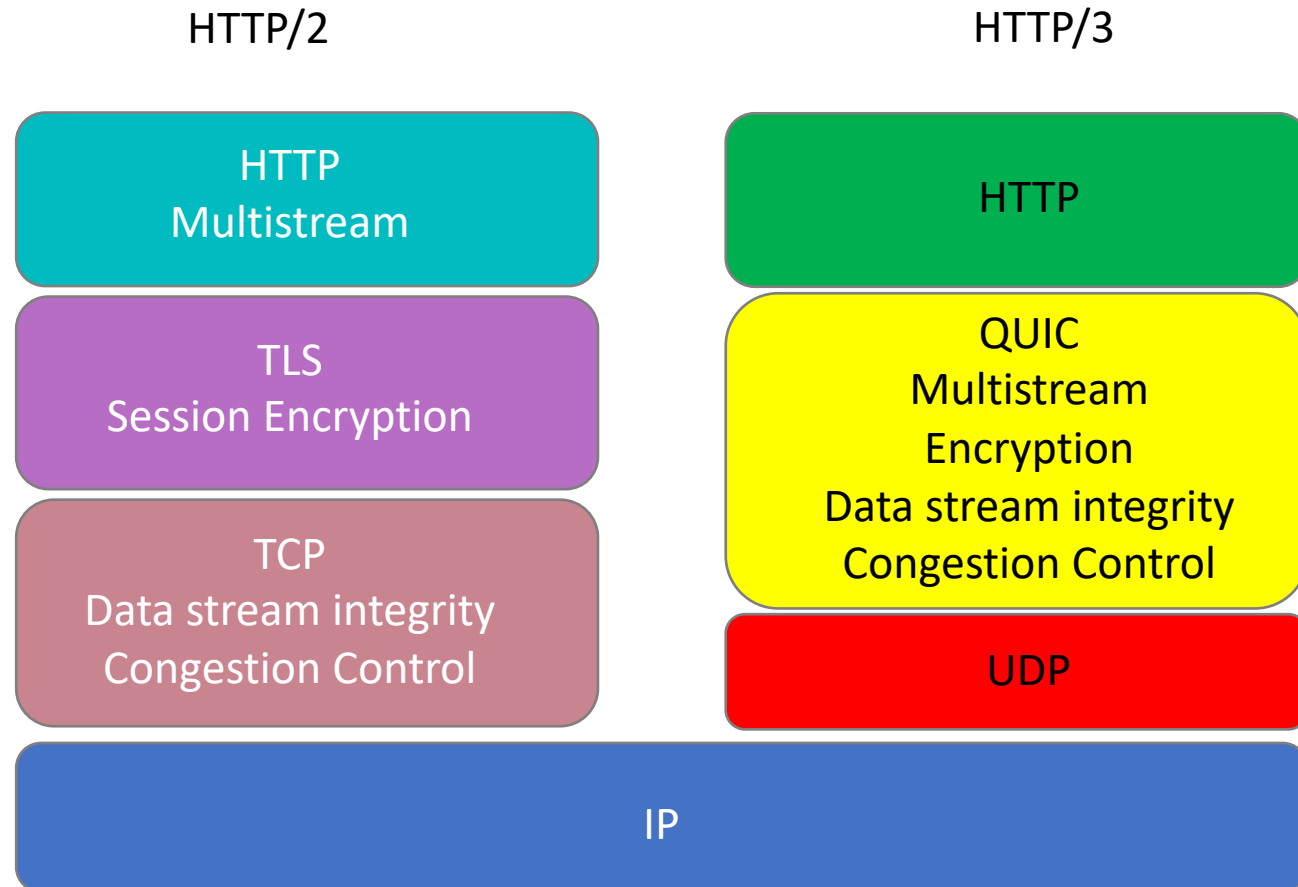 HTTP/2
HTTP
Multistream
TLS
Session Encryption
TCP
Data stream integrity
Congestion Control
HTTP/3
HTTP
QUIC
Multistream
Encryption
Data stream integrity
Congestion Control
UDP
IP